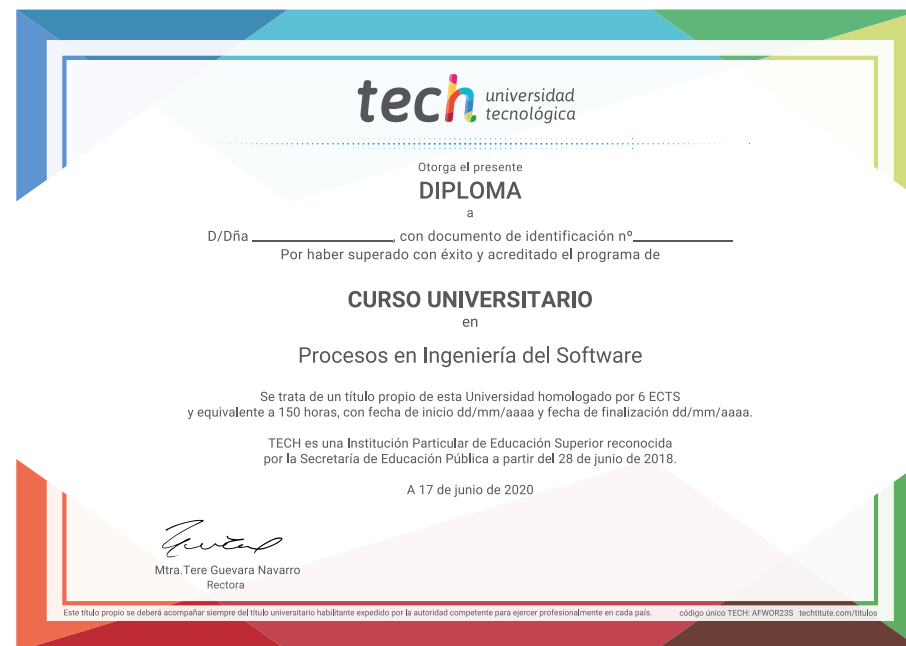 tech universidad
tecnológica
Otorga el presente
DIPLOMA
a
D/Dña ____________, con documento de identificación nº____________
Por haber superado con éxito y acreditado el programa de
CURSO UNIVERSITARIO
en
Procesos en Ingeniería del Software
Se trata de un título propio de esta Universidad homologado por 6 ECTS
y equivalente a 150 horas, con fecha de inicio dd/mm/aaaa y fecha de finalización dd/mm/aaaa.
TECH es una Institución Particular de Educación Superior reconocida
por la Secretaría de Educación Pública a partir del 28 de junio de 2018.
A 17 de junio de 2020
Mtra.Tere Guevara Navarro
Rectora
Este título propio se deberá acompañar siempre del título universitario habilitante expedido por la autoridad competente para ejercer profesionalmente en cada país. código único TECH: AFWOR23S techtitute.com/titulos